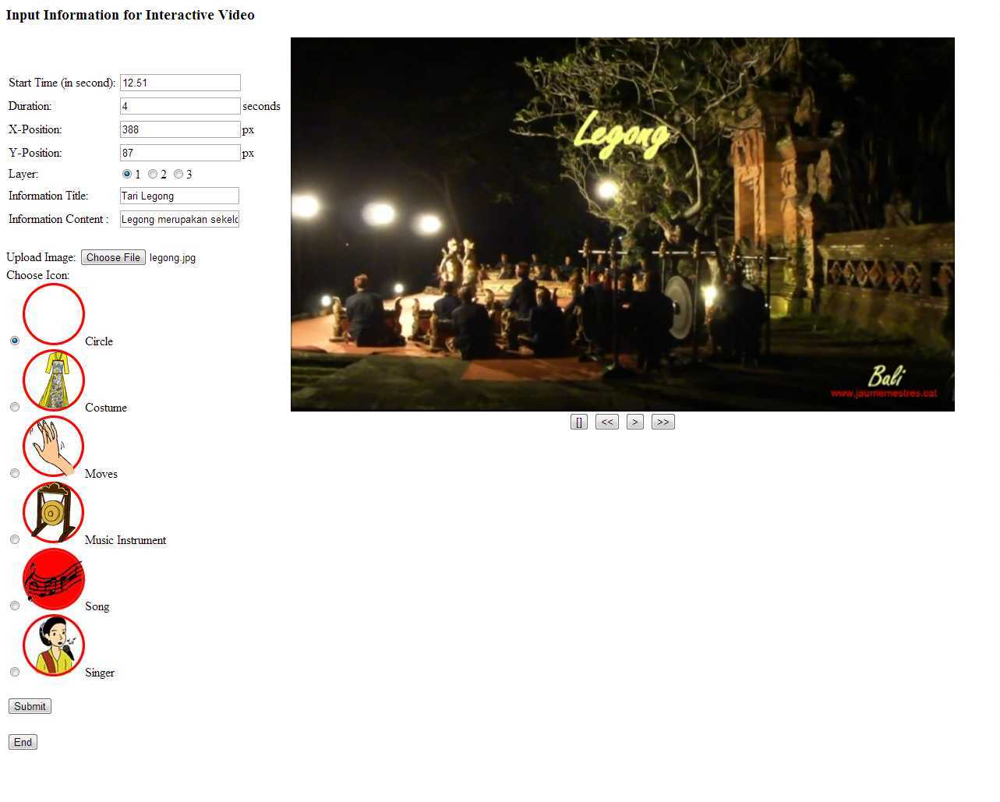 Input Information for Interactive Video
Start Time (in second): 12.51
Duration: 4 seconds
X-Position: 388 px
Y-Position: 87 px
Layer: 1 2 3
Information Title: Tari Legong
Information Content : Legong merupakan sekelo
Upload Image: Choose File legong.jpg
Choose Icon:
Circle
Costume
Moves
Music Instrument
Song
Singer
Submit
End
Legong
Bali
www.jaumemestres.cat
[] << > >>